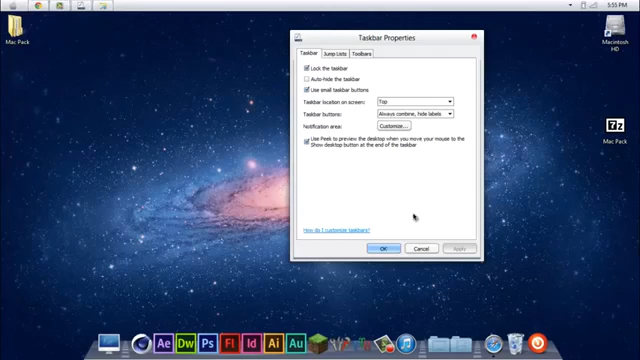 5:55 PM
Mac Pack
Macintosh
HD
Taskbar Properties
Taskbar
Jump Lists
Toolbars
Lock the taskbar
Auto-hide the taskbar
Use small taskbar buttons
Taskbar location on screen:
Top
Taskbar buttons:
Always combine, hide labels
Notification area:
Customize...
Use Peek to preview the desktop when you move your mouse to the
Show desktop button at the end of the taskbar
7z
Mac Pack
How do I customize taskbars?
OK
Cancel
Apply
Ae
Dw
Ps
Fl
Id
Ai
Au